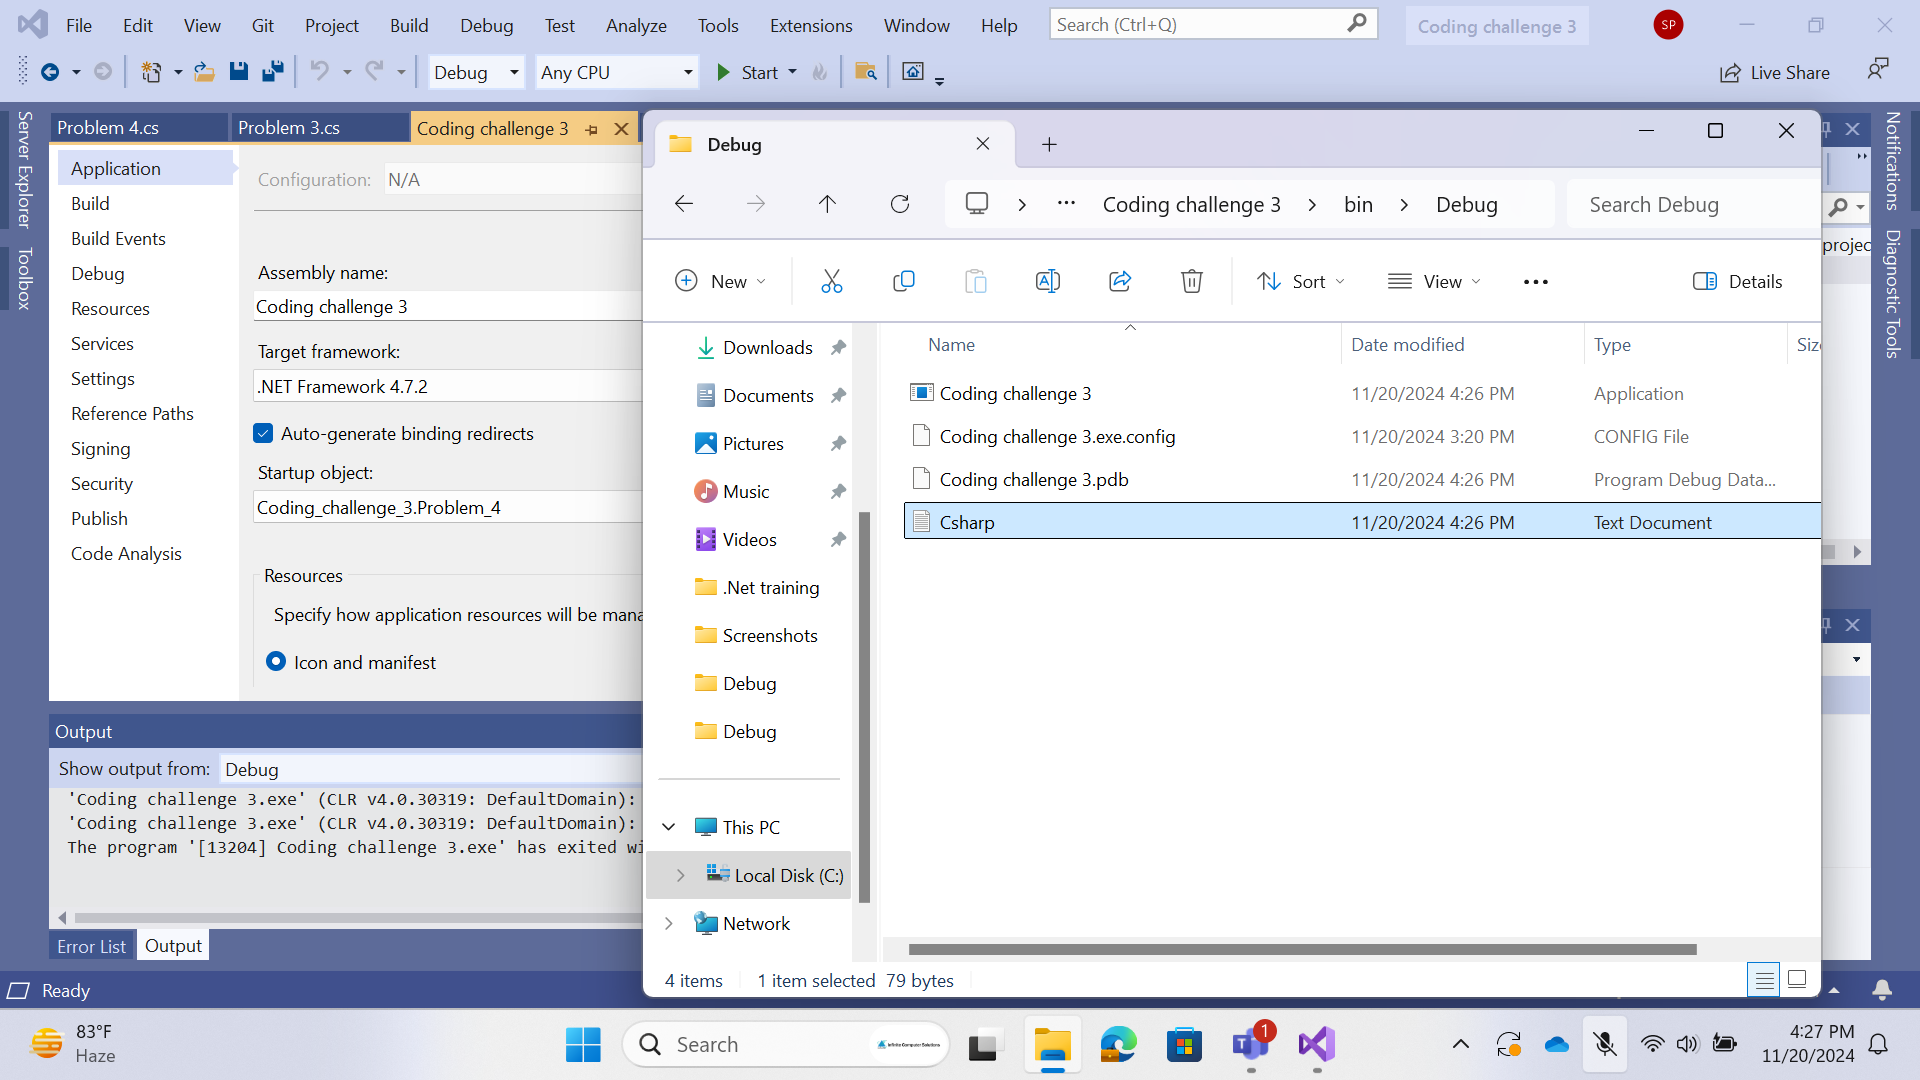 File Edit View Git Project Build Debug Test Analyze Tools Extensions Window Help Search (Ctrl+Q) Coding challenge 3 SP
Debug Any CPU Start Live Share
Server Explorer
Toolbox
Problem 4.cs Problem 3.cs Coding challenge 3
Application
Build
Build Events
Debug
Resources
Services
Settings
Reference Paths
Signing
Security
Publish
Code Analysis
Configuration: N/A
Assembly name:
Coding challenge 3
Target framework:
.NET Framework 4.7.2
Auto-generate binding redirects
Startup object:
Coding_challenge_3.Problem_4
Resources
Specify how application resources will be mana
Icon and manifest
Output
Show output from: Debug
'Coding challenge 3.exe' (CLR v4.0.30319: DefaultDomain):
'Coding challenge 3.exe' (CLR v4.0.30319: DefaultDomain):
The program '[13204] Coding challenge 3.exe' has exited wi
Error List Output
Ready
Debug
Coding challenge 3 bin Debug Search Debug
New Sort View Details
Downloads
Documents
Pictures
Music
Videos
.Net training
Screenshots
Debug
Debug
This PC
Local Disk (C:)
Network
Name Date modified Type Siz
Coding challenge 3 11/20/2024 4:26 PM Application
Coding challenge 3.exe.config 11/20/2024 3:20 PM CONFIG File
Coding challenge 3.pdb 11/20/2024 4:26 PM Program Debug Data...
Csharp 11/20/2024 4:26 PM Text Document
4 items 1 item selected 79 bytes
projec
Notifications
Diagnostic Tools
83°F
Haze
Search
Infinite Computer Solutions
1
4:27 PM
11/20/2024